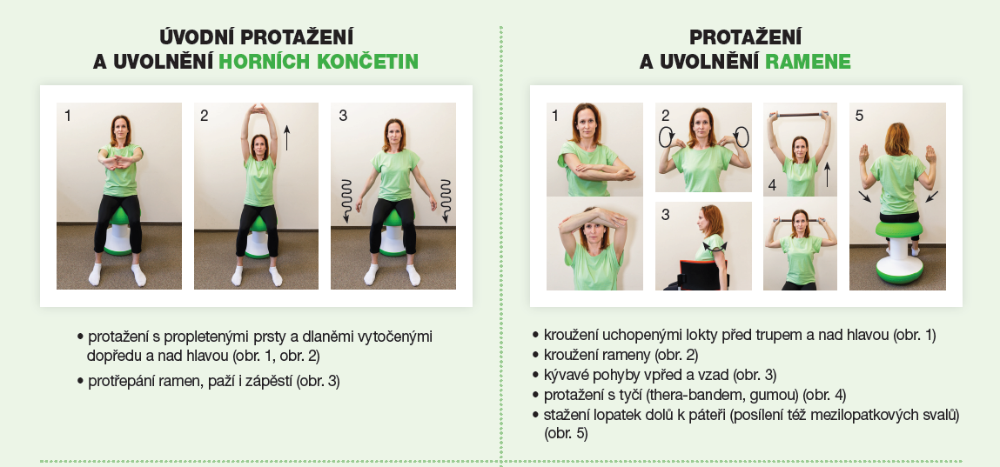 ÚVODNÍ PROTAŽENÍ
A UVOLNĚNÍ HORNÍCH KONČETIN
1
2
3
• protažení s propletenými prsty a dlaněmi vytočenými
dopředu a nad hlavou (obr. 1, obr. 2)
• protřepání ramen, paží i zápěstí (obr. 3)
PROTAŽENÍ
A UVOLNĚNÍ RAMENE
1
2
3
4
5
• kroužení uchopenými lokty před trupem a nad hlavou (obr. 1)
• kroužení rameny (obr. 2)
• kývavé pohyby vpřed a vzad (obr. 3)
• protažení s tyčí (thera-bandem, gumou) (obr. 4)
• stažení lopatek dolů k páteři (posílení též mezilopatkových svalů)
(obr. 5)